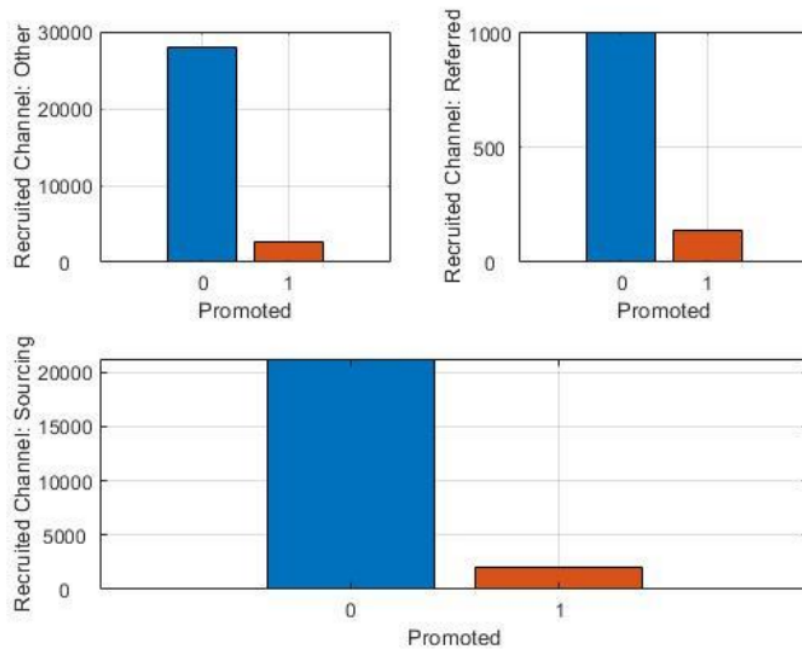 Recruited Channel: Other
30000
20000
10000
0
0 1
Promoted
Recruited Channel: Referred
1000
500
0
0 1
Promoted
Recruited Channel: Sourcing
20000
15000
10000
5000
0
0 1
Promoted